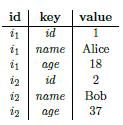 id key value
i₁ id 1
i₁ name Alice
i₁ age 18
i₂ id 2
i₂ name Bob
i₂ age 37